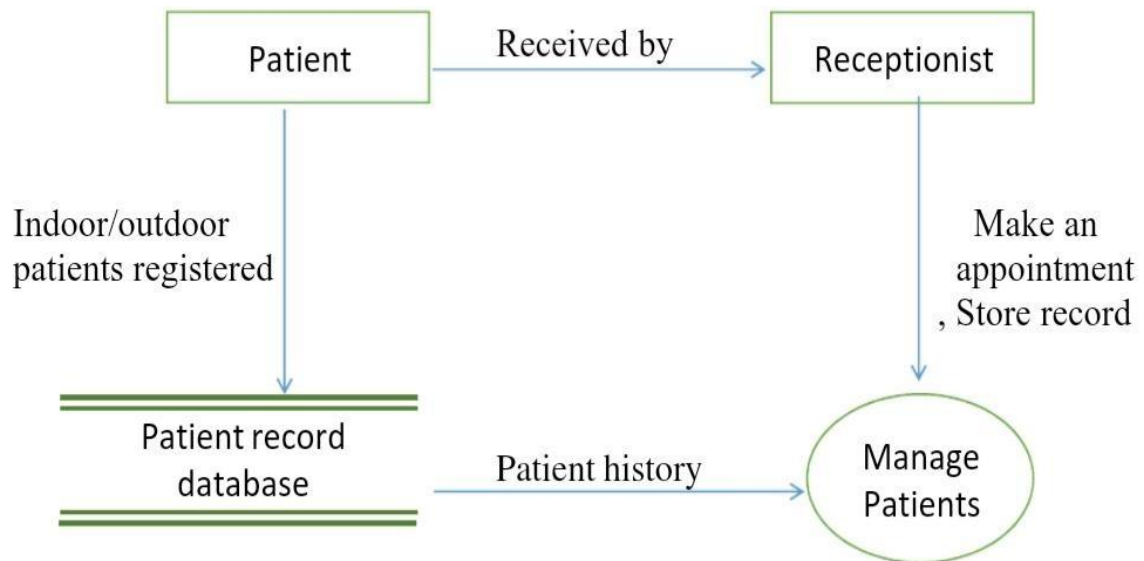 Patient
Received by
Receptionist
Indoor/outdoor
patients registered
Make an
appointment
, Store record
Patient record
database
Patient history
Manage
Patients